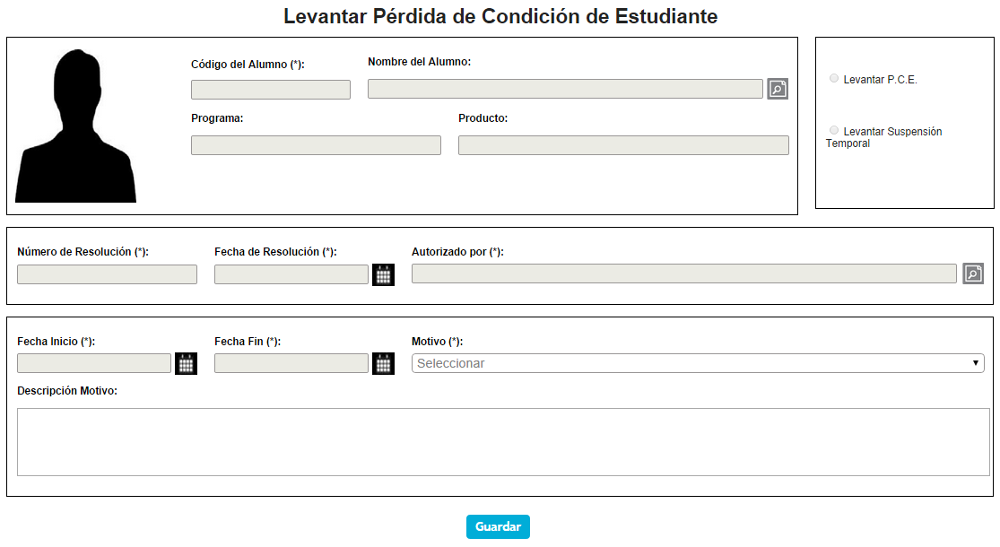 Levantar Pérdida de Condición de Estudiante
Código del Alumno (*):
Nombre del Alumno:
Programa:
Producto:
Levantar P.C.E.
Levantar Suspensión
Temporal
Número de Resolución (*):
Fecha de Resolución (*):
Autorizado por (*):
Fecha Inicio (*):
Fecha Fin (*):
Motivo (*):
Seleccionar
Descripción Motivo:
Guardar